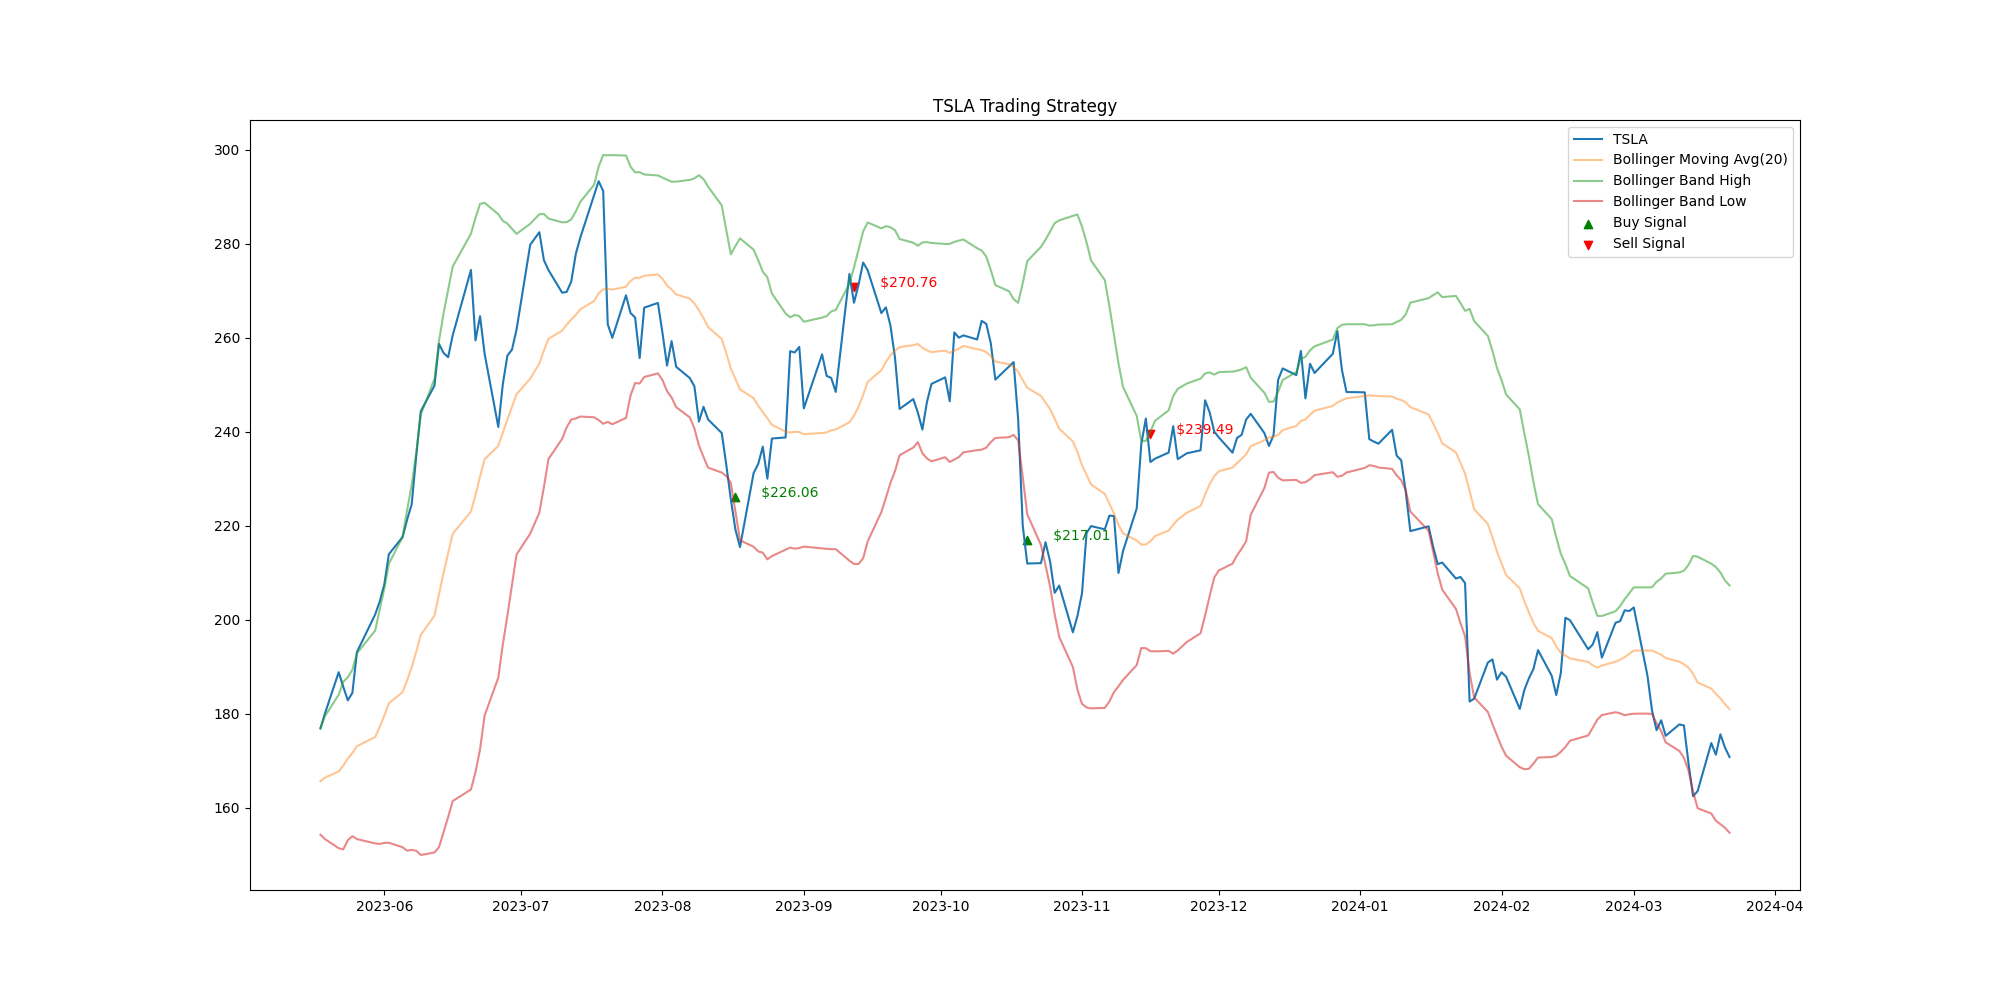 TSLA Trading Strategy
300
280
260
240
220
200
180
160
TSLA
Bollinger Moving Avg(20)
Bollinger Band High
Bollinger Band Low
Buy Signal
Sell Signal
$270.76
$239.49
$226.06
$217.01
2023-06 2023-07 2023-08 2023-09 2023-10 2023-11 2023-12 2024-01 2024-02 2024-03 2024-04